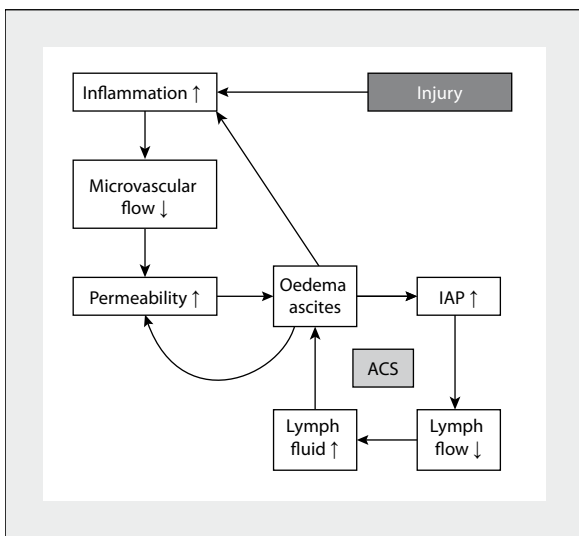 Inflammation ↑
Injury
Microvascular
flow ↓
Permeability ↑
Oedema
ascites
IAP ↑
ACS
Lymph
fluid ↑
Lymph
flow ↓